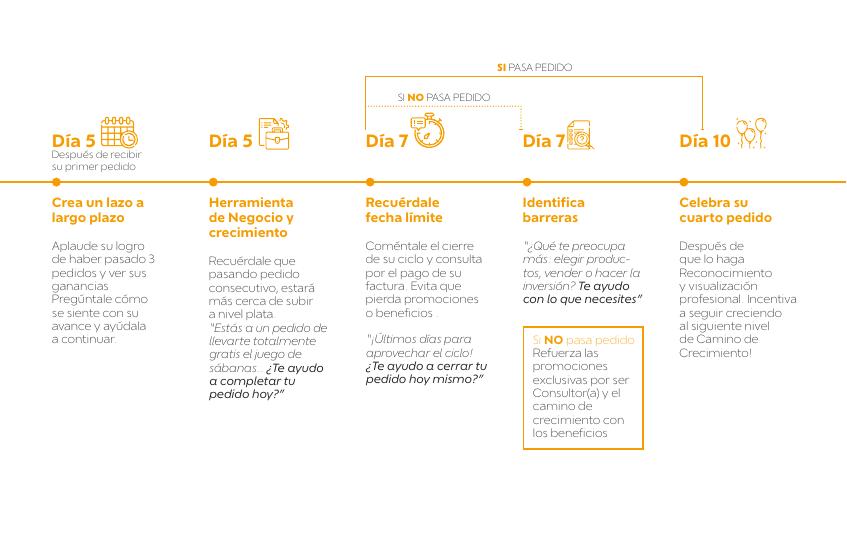 SI PASA PEDIDO
SI NO PASA PEDIDO
Día 5
Después de recibir
su primer pedido
Crea un lazo a
largo plazo
Aplaude su logro
de haber pasado 3
pedidos y ver sus
ganancias
Pregúntale cómo
se siente con su
avance y ayúdala
a continuar.
Día 5
Herramienta
de Negocio y
crecimiento
Recuérdale que
pasando pedido
consecutivo, estará
más cerca de subir
a nivel plata.
"Estás a un pedido de
llevarte totalmente
gratis el juego de
sábanas... ¿Te ayudo
a completar tu
pedido hoy?"
Día 7
Recuérdale
fecha límite
Coméntale el cierre
de su ciclo y consulta
por el pago de su
factura. Evita que
pierda promociones
o beneficios .
"¡Últimos días para
aprovechar el ciclo!
¿Te ayudo a cerrar tu
pedido hoy mismo?"
Día 7
Identifica
barreras
"¿Qué te preocupa
más: elegir produc-
tos, vender o hacer la
inversión? Te ayudo
con lo que necesites"
Si NO pasa pedido
Refuerza las
promociones
exclusivas por ser
Consultor(a) y el
camino de
crecimiento con
los beneficios
Día 10
Celebra su
cuarto pedido
Después de
que lo haga
Reconocimiento
y visualización
profesional. Incentiva
a seguir creciendo
al siguiente nivel
de Camino de
Crecimiento!